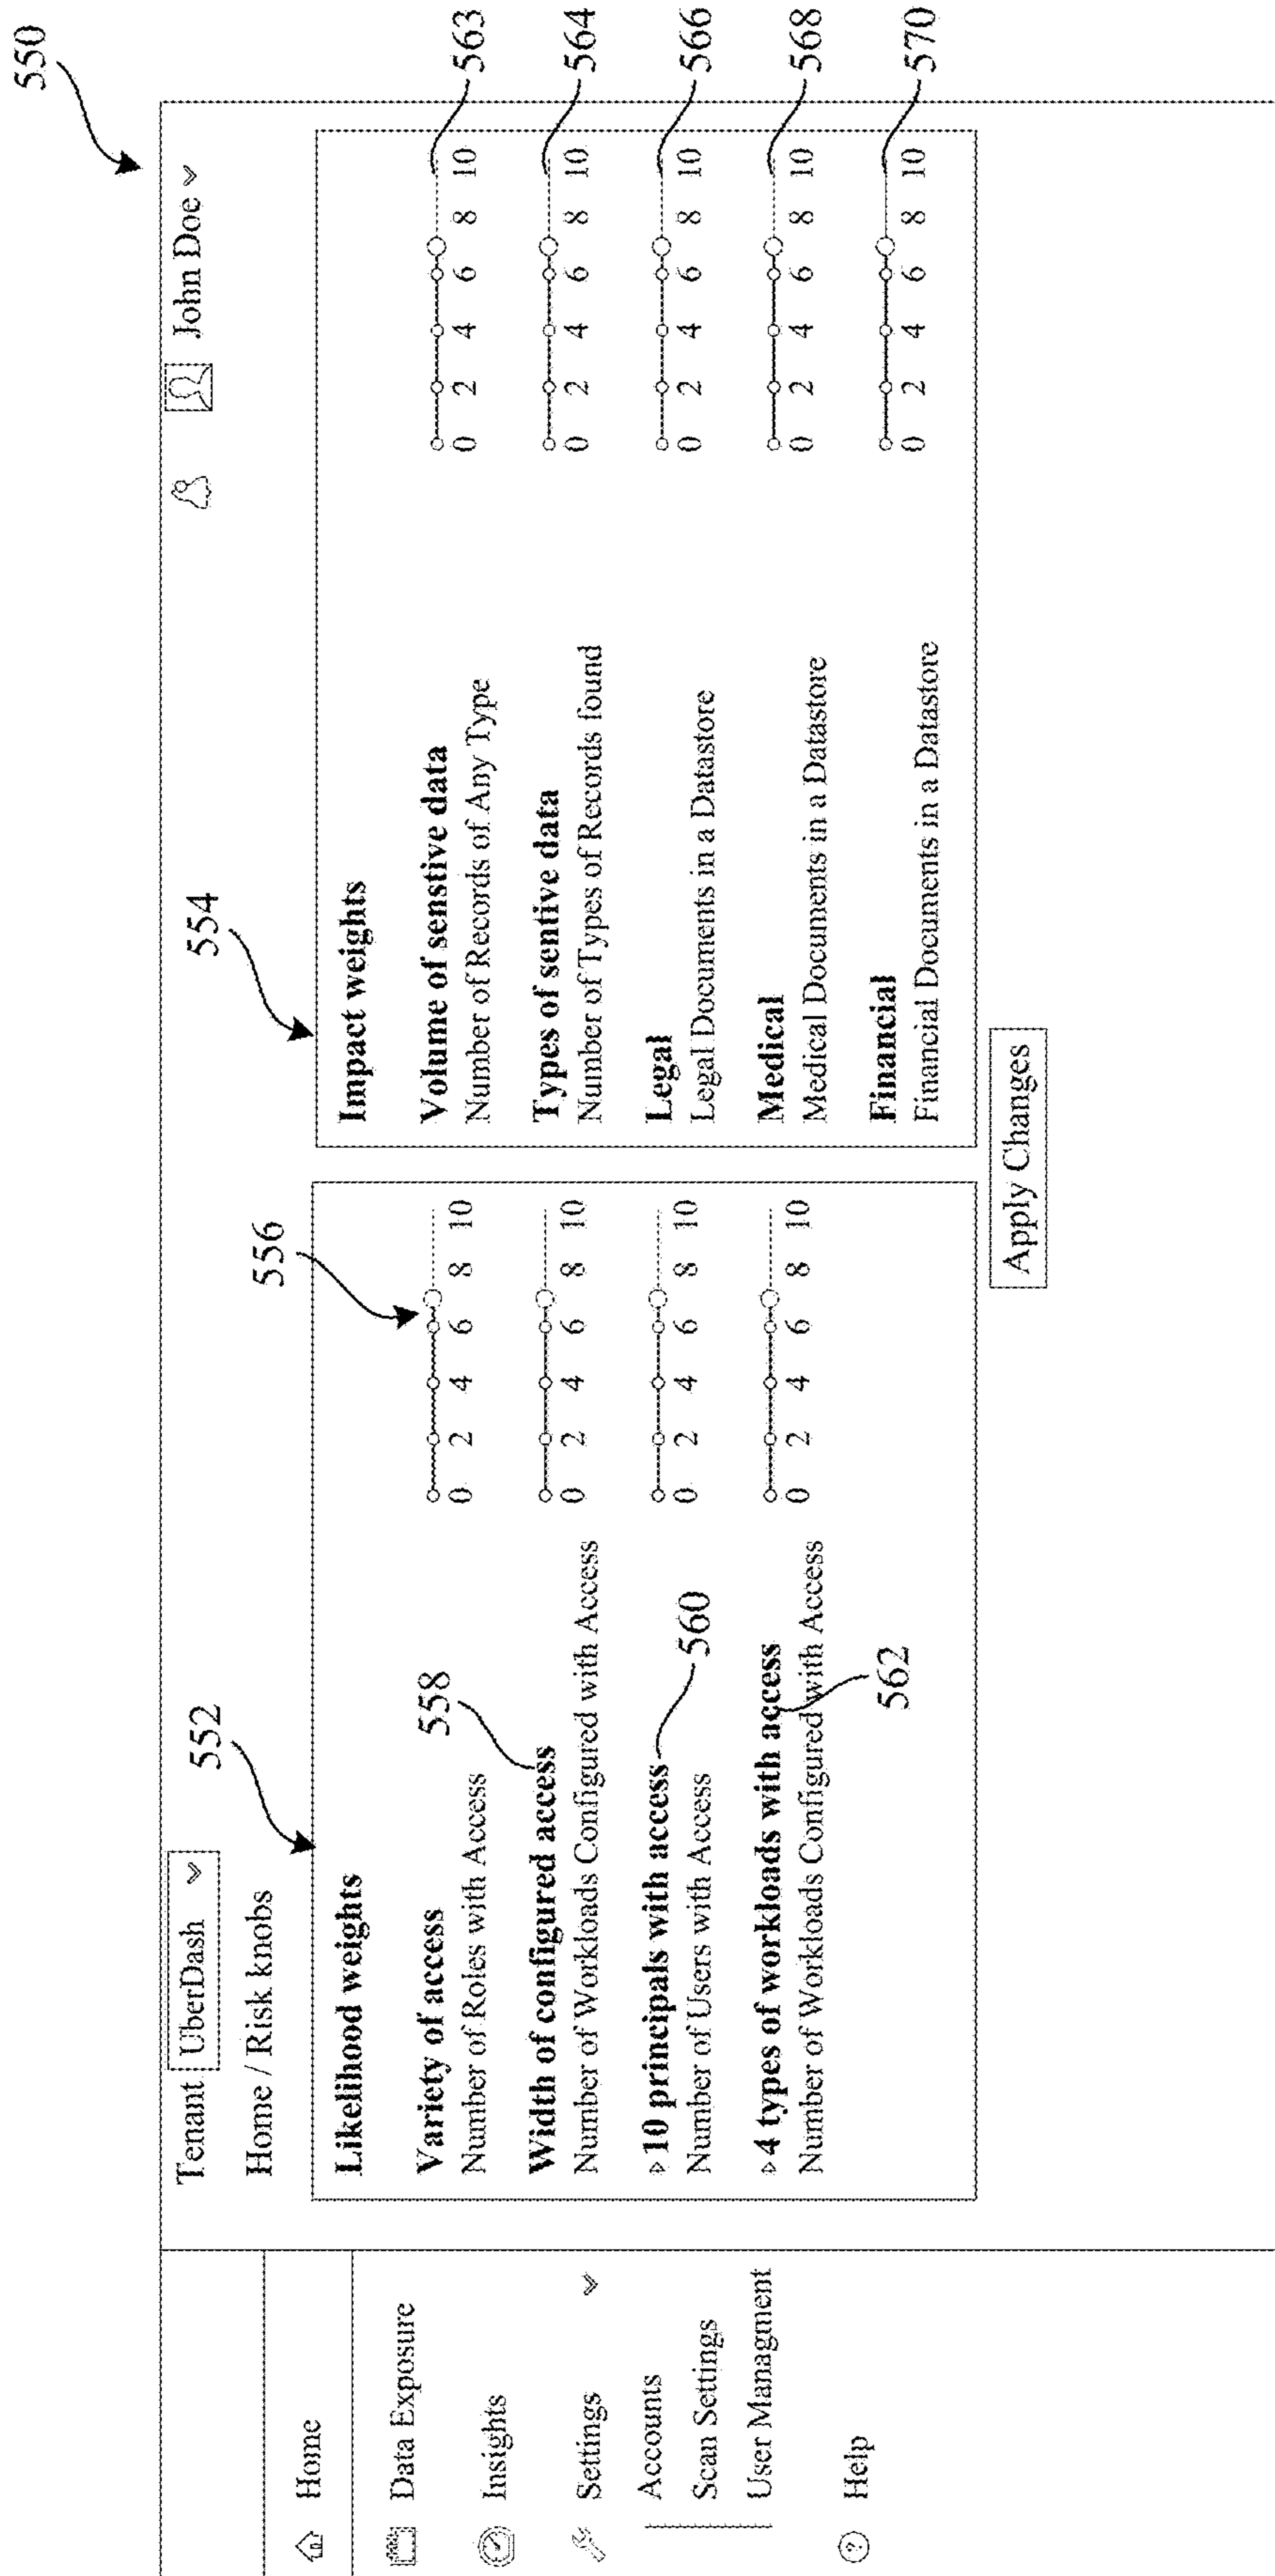 550
Tenant UberDash
John Doe
Home / Risk knobs
552
554
Home
Data Exposure
Insights
Settings
Accounts
Scan Settings
User Managment
Help
Likelihood weights
556
Variety of access
Number of Roles with Access
0 2 4 6 8 10
558
Width of configured access
Number of Workloads Configured with Access
0 2 4 6 8 10
▹10 principals with access
560
Number of Users with Access
0 2 4 6 8 10
▹4 types of workloads with access
Number of Workloads Configured with Access
0 2 4 6 8 10
562
Impact weights
Volume of senstive data
Number of Records of Any Type
0 2 4 6 8 10
563
Types of sentive data
Number of Types of Records found
0 2 4 6 8 10
564
Legal
Legal Documents in a Datastore
0 2 4 6 8 10
566
Medical
Medical Documents in a Datastore
0 2 4 6 8 10
568
Financial
Financial Documents in a Datastore
0 2 4 6 8 10
570
Apply Changes